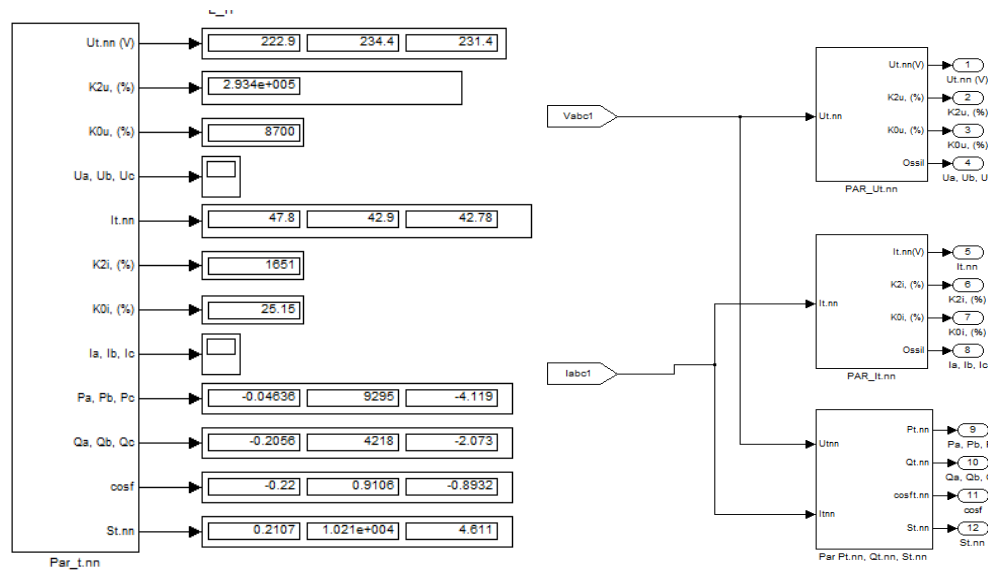 Ut.nn (V) 222.9 234.4 231.4
K2u, (%) 2.934e+005
K0u, (%) 8700
Ua, Ub, Uc
It.nn 47.8 42.9 42.78
K2i, (%) 1651
K0i, (%) 25.15
Ia, Ib, Ic
Pa, Pb, Pc -0.04636 9295 -4.119
Qa, Qb, Qc -0.2056 4218 -2.073
cosf -0.22 0.9106 -0.8932
St.nn 0.2107 1.021e+004 4.611
Par_t.nn
Vabc1
Iabc1
Ut.nn
Ut.nn(V) 1
Ut.nn (V)
K2u, (%) 2
K2u, (%)
K0u, (%) 3
K0u, (%)
Ossil 4
Ua, Ub, U
PAR_Ut.nn
It.nn
It.nn(V) 5
It.nn
K2i, (%) 6
K2i, (%)
K0i, (%) 7
K0i, (%)
Ossil 8
Ia, Ib, Ic
PAR_It.nn
Utnn
Itnn
Pt.nn 9
Pa, Pb,
Qt.nn 10
Qa, Qb,
cosft.nn 11
cosf
St.nn 12
St.nn
Par Pt.nn, Qt.nn, St.nn